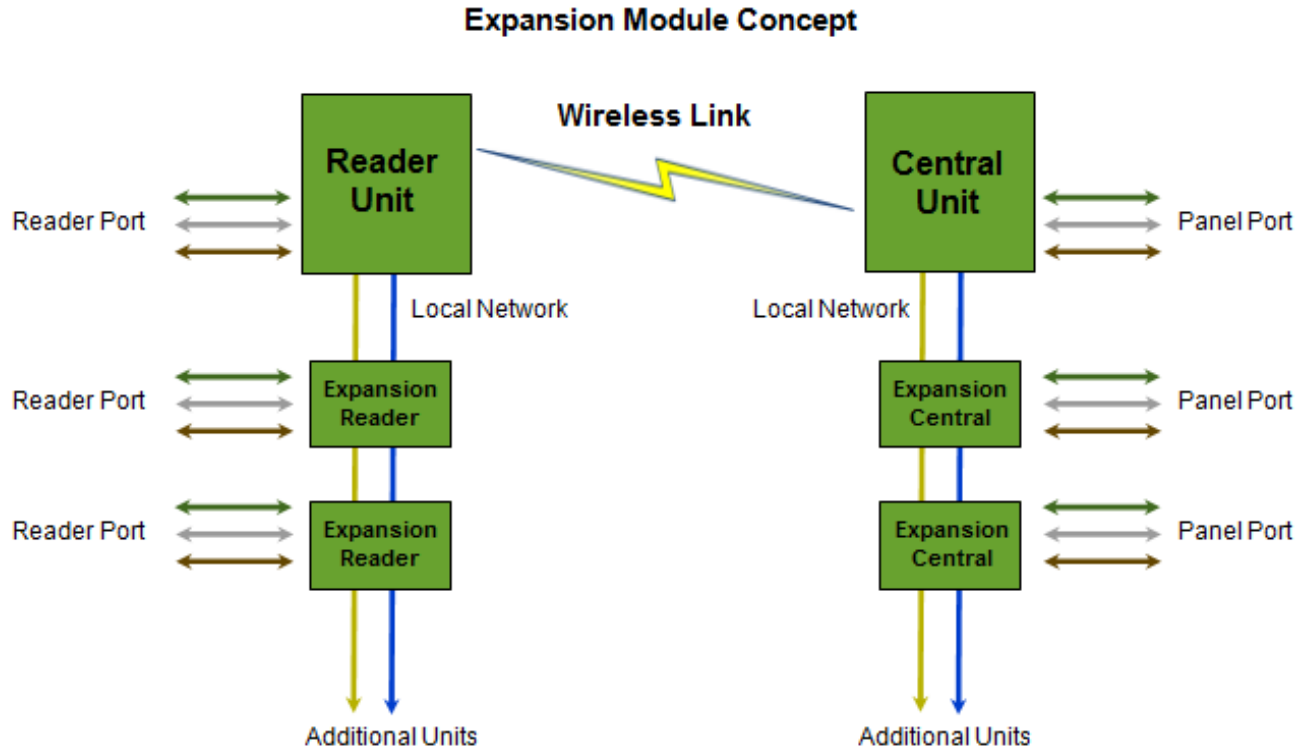 Expansion Module Concept
Wireless Link
Reader
Unit
Central
Unit
Reader Port
Panel Port
Local Network
Local Network
Reader Port
Expansion
Reader
Expansion
Central
Panel Port
Reader Port
Expansion
Reader
Expansion
Central
Panel Port
Additional Units
Additional Units